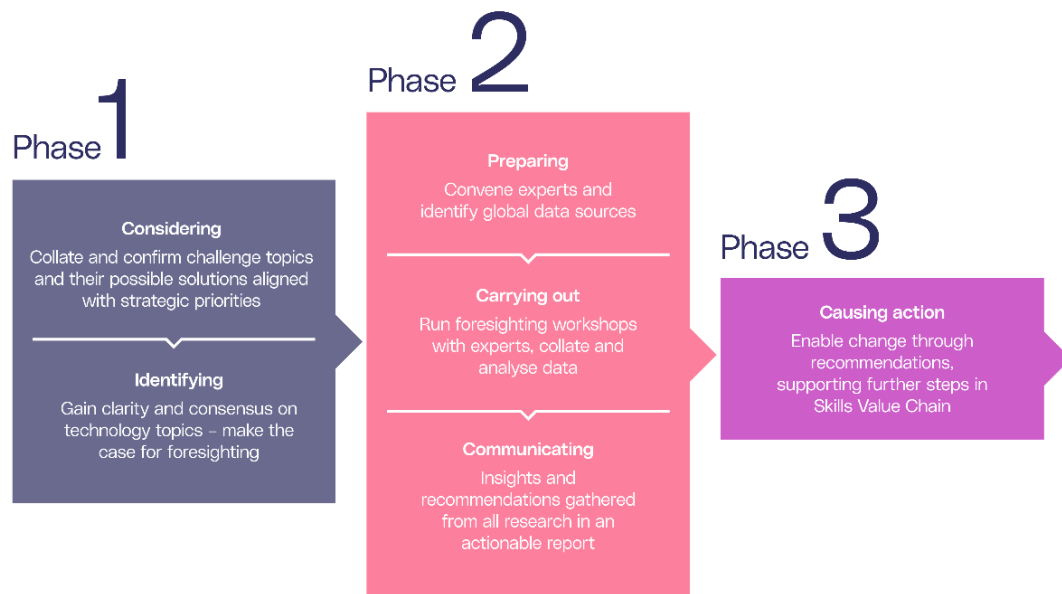 Phase 1
Considering
Collate and confirm challenge topics
and their possible solutions aligned
with strategic priorities
Identifying
Gain clarity and consensus on
technology topics – make the
case for foresighting
Phase 2
Preparing
Convene experts and
identify global data sources
Carrying out
Run foresighting workshops
with experts, collate and
analyse data
Communicating
Insights and
recommendations gathered
from all research in an
actionable report
Phase 3
Causing action
Enable change through
recommendations,
supporting further steps in
Skills Value Chain